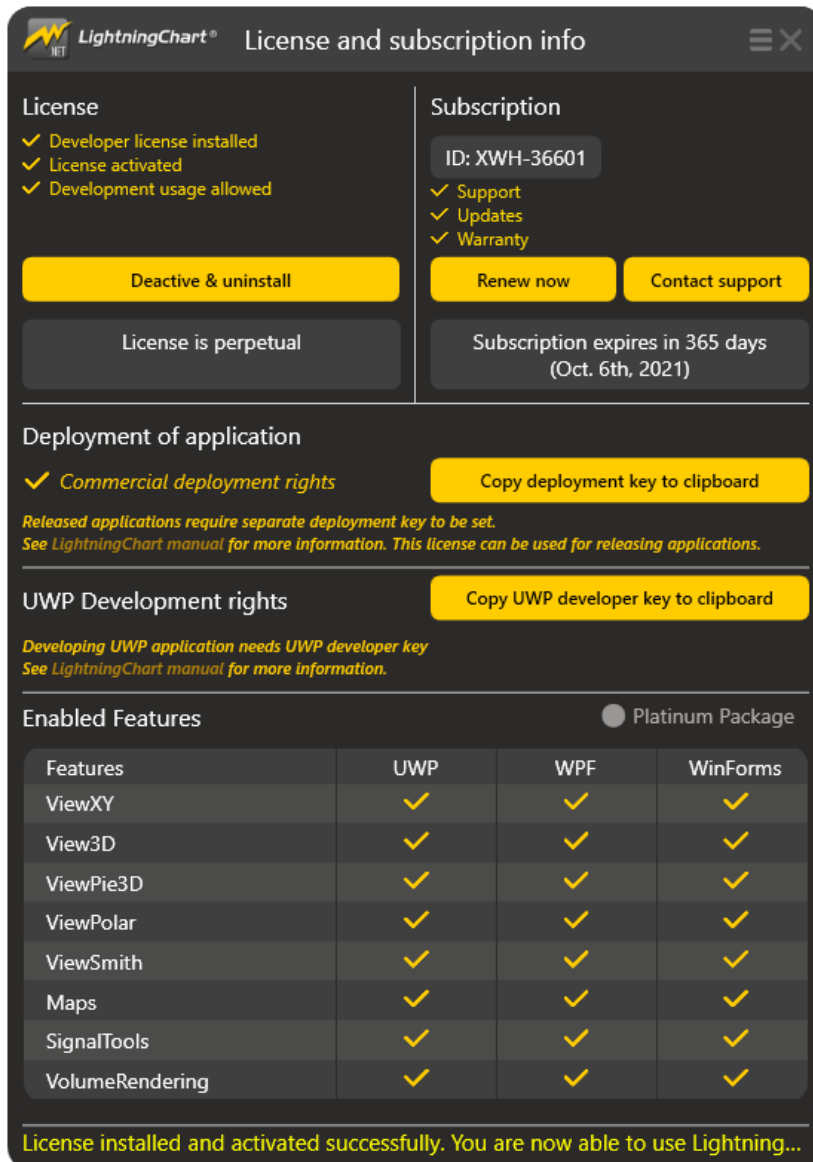 LightningChart® License and subscription info
.NET
License
Developer license installed
License activated
Development usage allowed
Deactive & uninstall
License is perpetual
Subscription
ID: XWH-36601
Support
Updates
Warranty
Renew now Contact support
Subscription expires in 365 days
(Oct. 6th, 2021)
Deployment of application
Commercial deployment rights Copy deployment key to clipboard
Released applications require separate deployment key to be set.
See LightningChart manual for more information. This license can be used for releasing applications.
UWP Development rights Copy UWP developer key to clipboard
Developing UWP application needs UWP developer key
See LightningChart manual for more information.
Enabled Features Platinum Package
Features UWP WPF WinForms
ViewXY
View3D
ViewPie3D
ViewPolar
ViewSmith
Maps
SignalTools
VolumeRendering
License installed and activated successfully. You are now able to use Lightning...